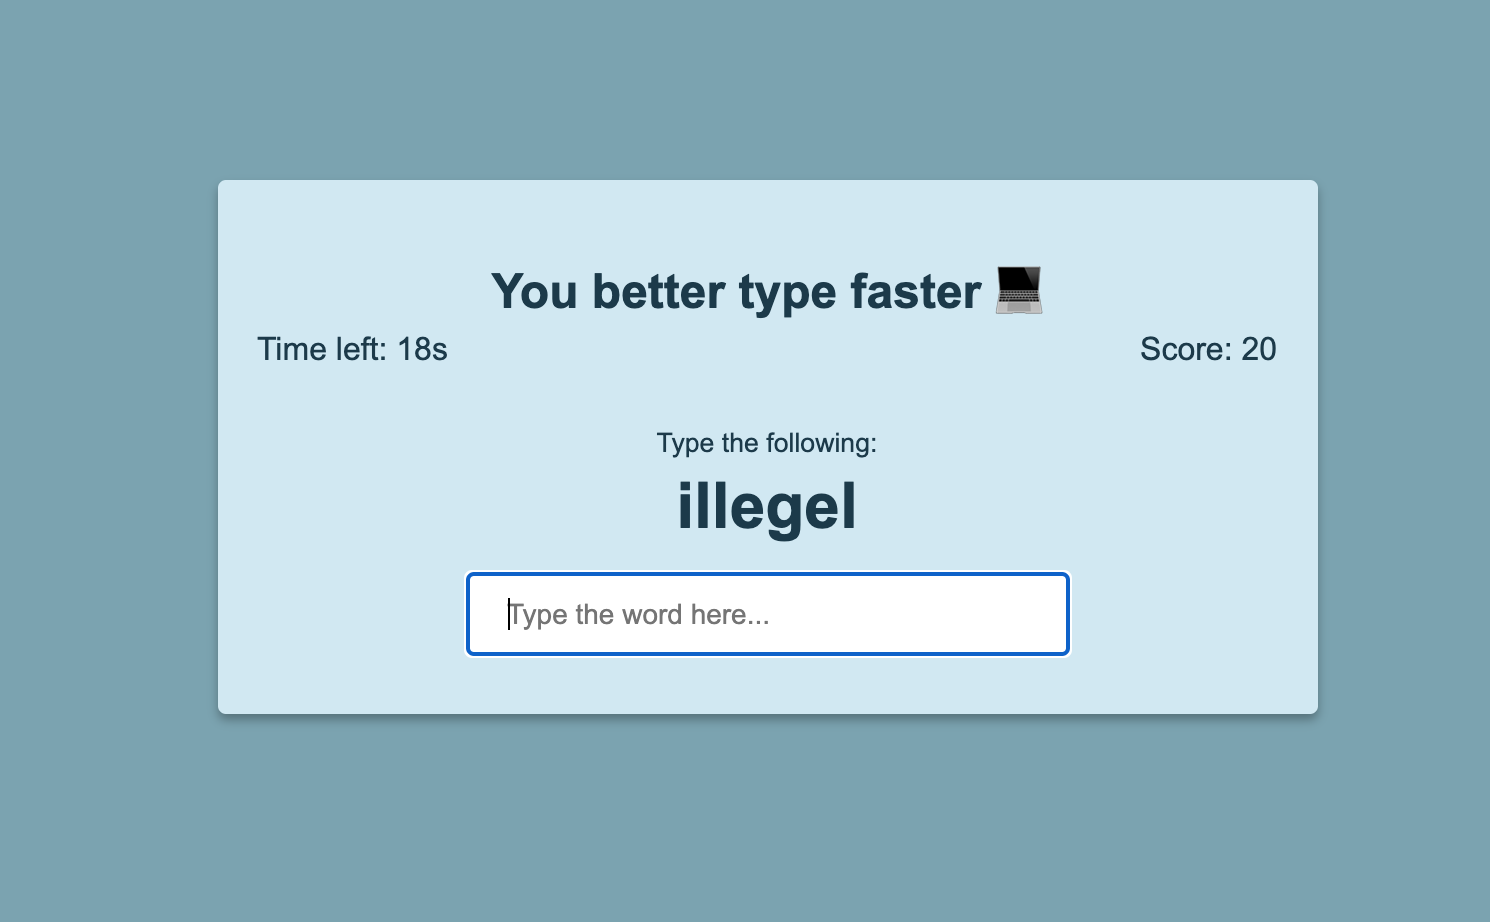 You better type faster 💻
Time left: 18s
Score: 20
Type the following:
illegel
Type the word here...